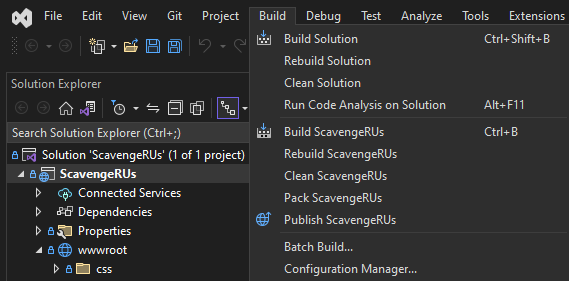 File Edit View Git Project Build Debug Test Analyze Tools Extensions
Build Solution Ctrl+Shift+B
Rebuild Solution
Clean Solution
Run Code Analysis on Solution Alt+F11
Build ScavengeRUs Ctrl+B
Rebuild ScavengeRUs
Clean ScavengeRUs
Pack ScavengeRUs
Publish ScavengeRUs
Batch Build...
Configuration Manager...
Solution Explorer
Search Solution Explorer (Ctrl+;)
Solution 'ScavengeRUs' (1 of 1 project)
ScavengeRUs
Connected Services
Dependencies
Properties
wwwroot
css